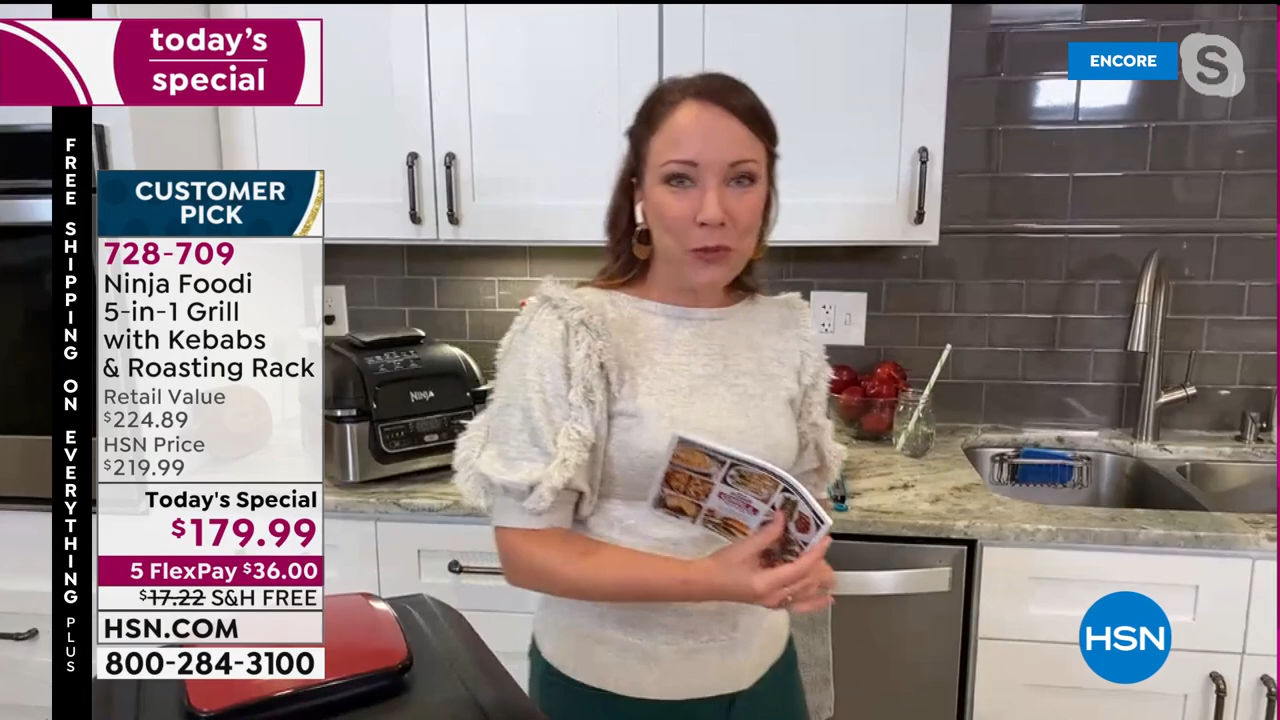 today's
special
ENCORE
S
FREE SHIPPING ON EVERYTHING PLUS
CUSTOMER
PICK
728-709
Ninja Foodi
5-in-1 Grill
with Kebabs
& Roasting Rack
Retail Value
$224.89
HSN Price
$219.99
Today's Special
$179.99
5 FlexPay $36.00
$17.22 S&H FREE
HSN.COM
800-284-3100
NINJA
HSN